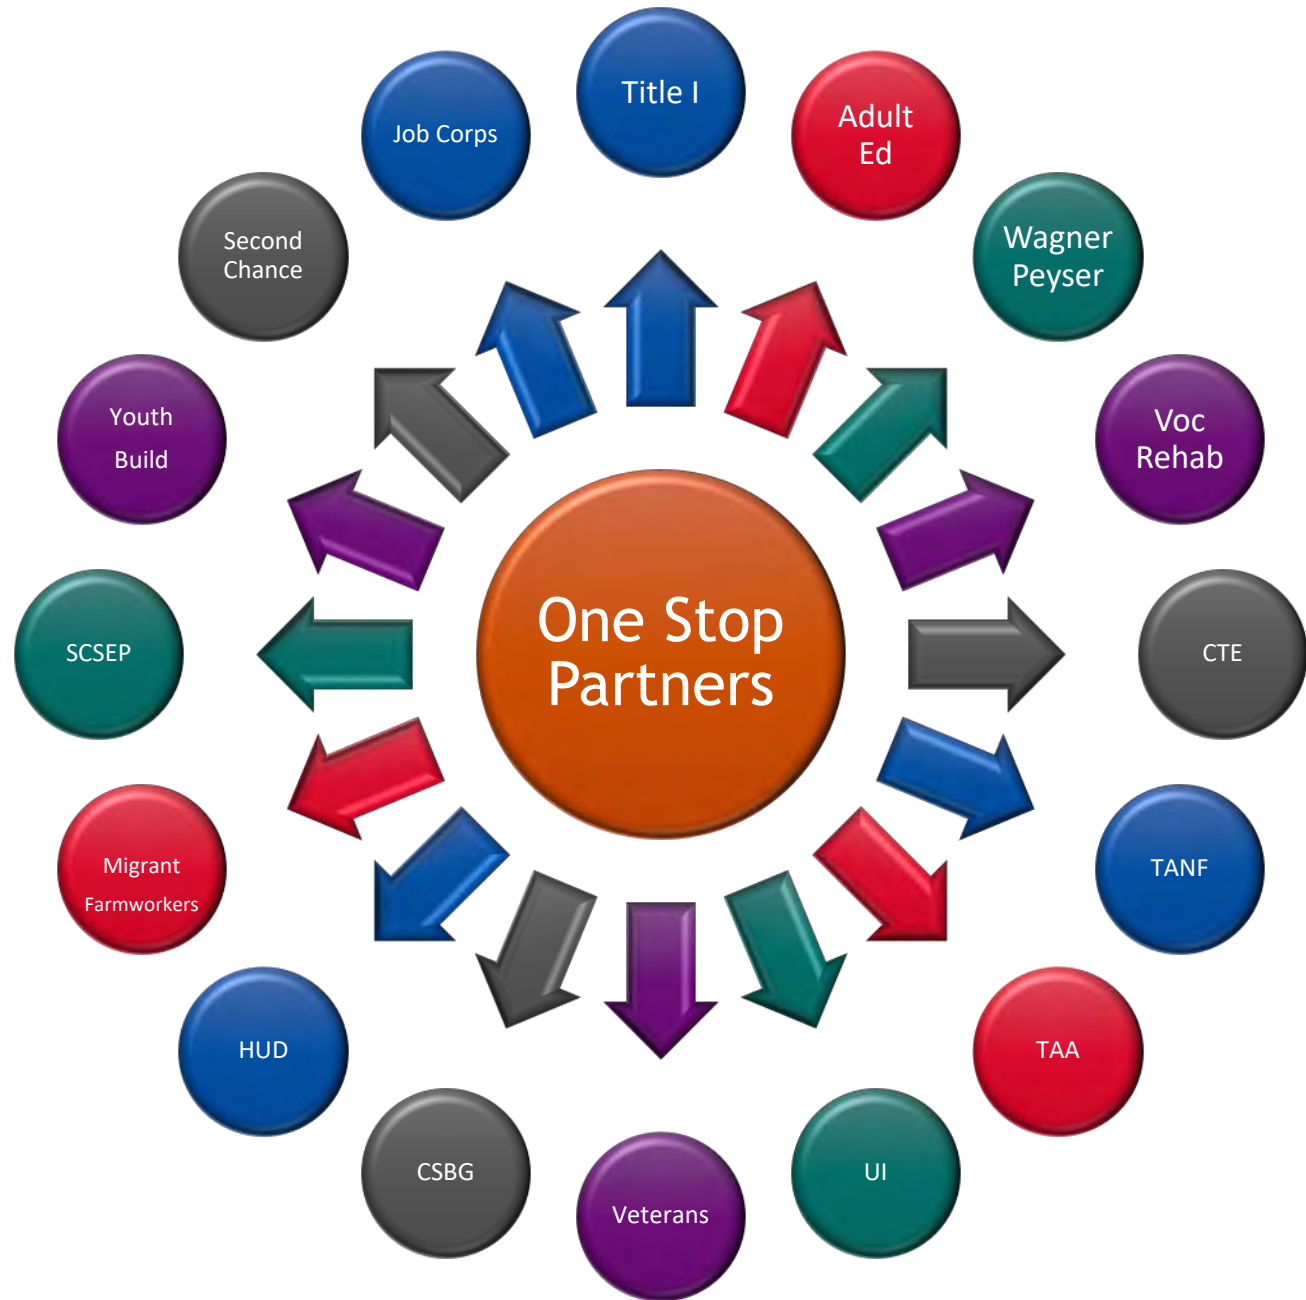 Title I
Adult
Ed
Wagner
Peyser
Voc
Rehab
CTE
TANF
TAA
UI
Veterans
CSBG
HUD
Migrant
Farmworkers
SCSEP
Youth
Build
Second
Chance
Job Corps
One Stop
Partners